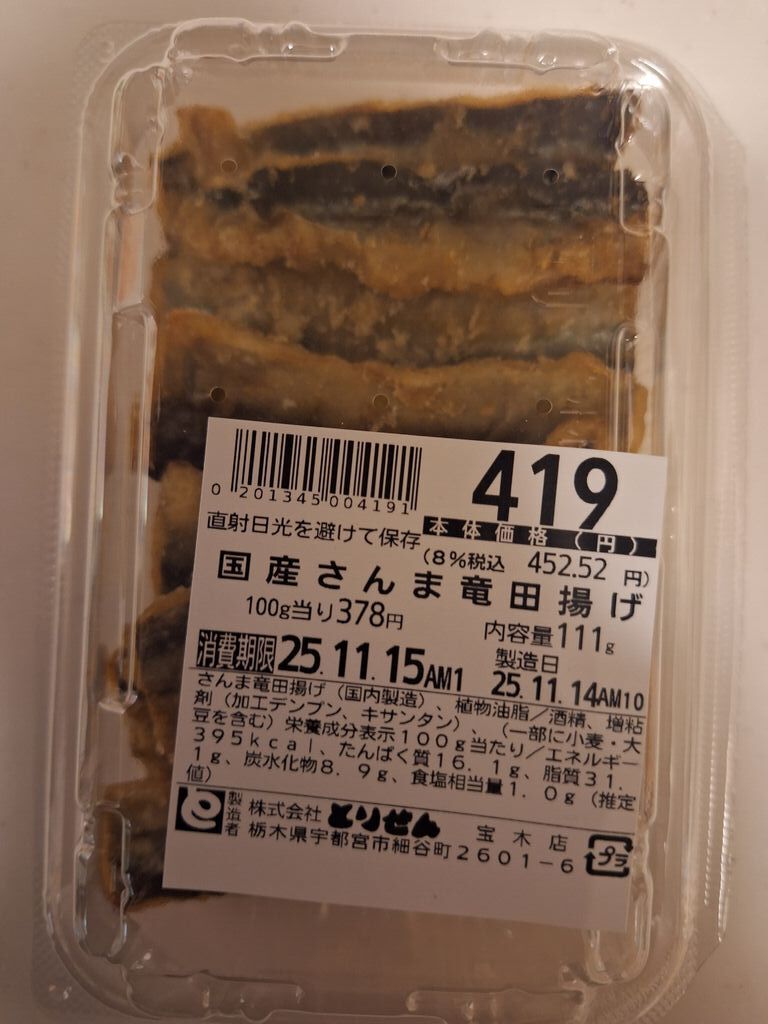 419
0 201345 004191
本体価格(円)
直射日光を避けて保存
(8%税込 452.52 円)
国産さんま竜田揚げ
100g当り378円
内容量111g
消費期限 25.11.15AM1
製造日
25.11.14AM10
さんま竜田揚げ(国内製造)、植物油脂/酒精、増粘
剤(加工デンプン、キサンタン)、(一部に小麦・大
豆を含む)栄養成分表示100g当たり/エネルギー
395kcal、たんぱく質16.1g、脂質31.
1g、炭水化物8.9g、食塩相当量1.0g(推定
値)
製造者 株式会社 とりせん 宝木店
栃木県宇都宮市細谷町2601-6
プラ